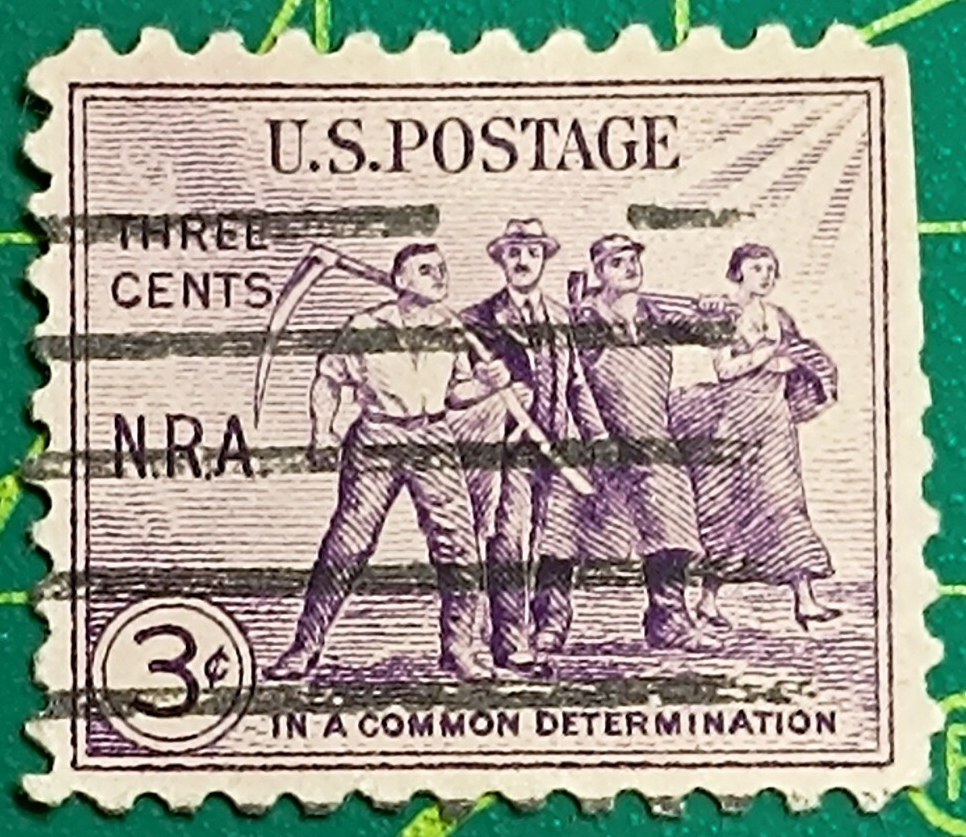 U.S.POSTAGE
THREE
CENTS
N.R.A.
3¢
IN A COMMON DETERMINATION